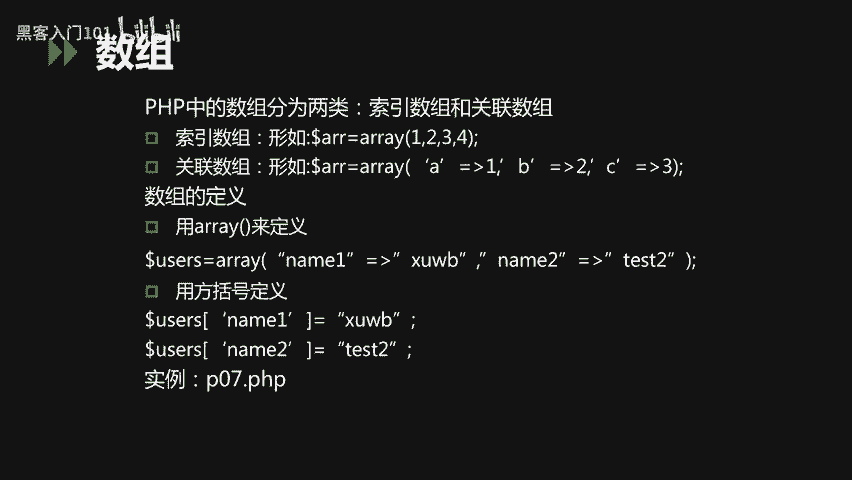 黑客入门101
数组
PHP中的数组分为两类：索引数组和关联数组
索引数组：形如:$arr=array(1,2,3,4);
关联数组：形如:$arr=array(‘a’=>1,’b’=>2,’c’=>3);
数组的定义
用array()来定义
$users=array(“name1”=>”xuwb”,”name2”=>”test2”);
用方括号定义
$users[‘name1’]=“xuwb”;
$users[‘name2’]=“test2”;
实例：p07.php